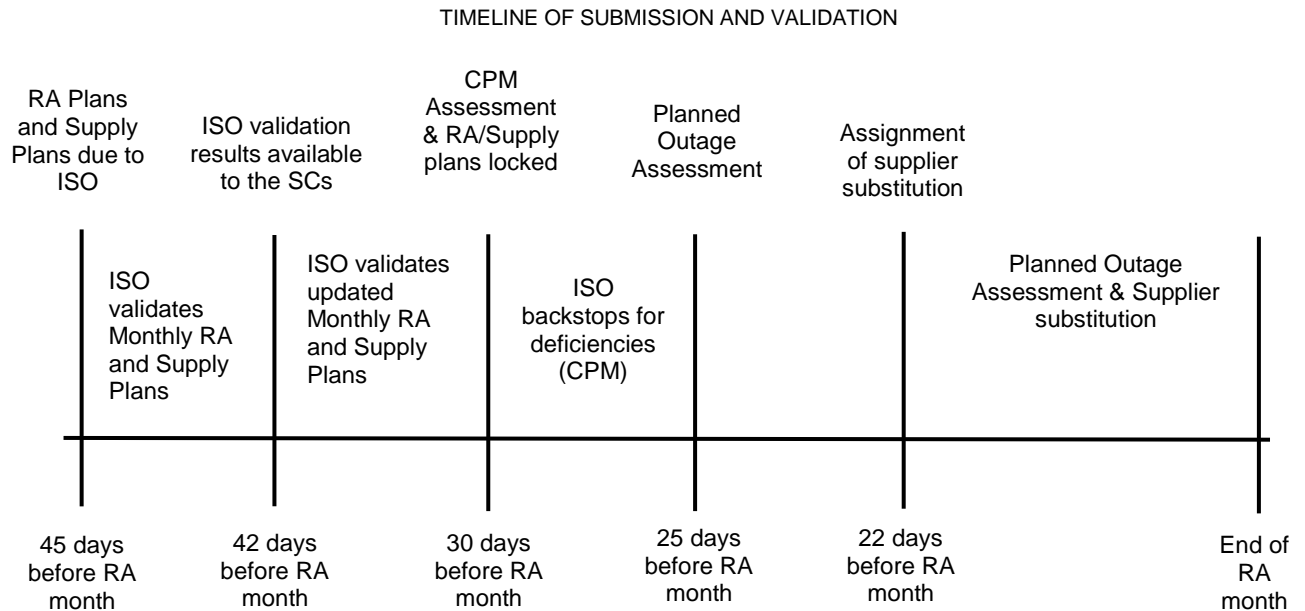 TIMELINE OF SUBMISSION AND VALIDATION
RA Plans
and Supply
Plans due to
ISO
ISO validation
results available
to the SCs
CPM
Assessment
& RA/Supply
plans locked
Planned
Outage
Assessment
Assignment
of supplier
substitution
ISO
validates
Monthly RA
and Supply
Plans
ISO validates
updated
Monthly RA
and Supply
Plans
ISO
backstops for
deficiencies
(CPM)
Planned Outage
Assessment & Supplier
substitution
45 days
before RA
month
42 days
before RA
month
30 days
before RA
month
25 days
before RA
month
22 days
before RA
month
End of
RA
month